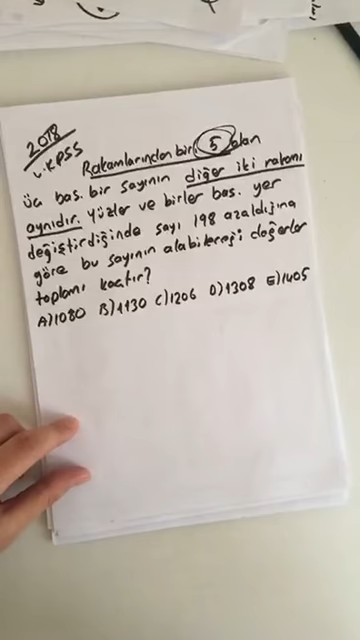 2018
L.KPSS
Rakamlarından biri 5 olan
üç bas. bir sayının diğer iki rakamı
aynıdır. Yüzler ve birler bas. yer
değiştirdiğinde sayı 198 azaldığına
göre bu sayının alabileceği değerler
toplamı kaçtır?
A)1080 B)1130 C)1206 D)1308 E)1405